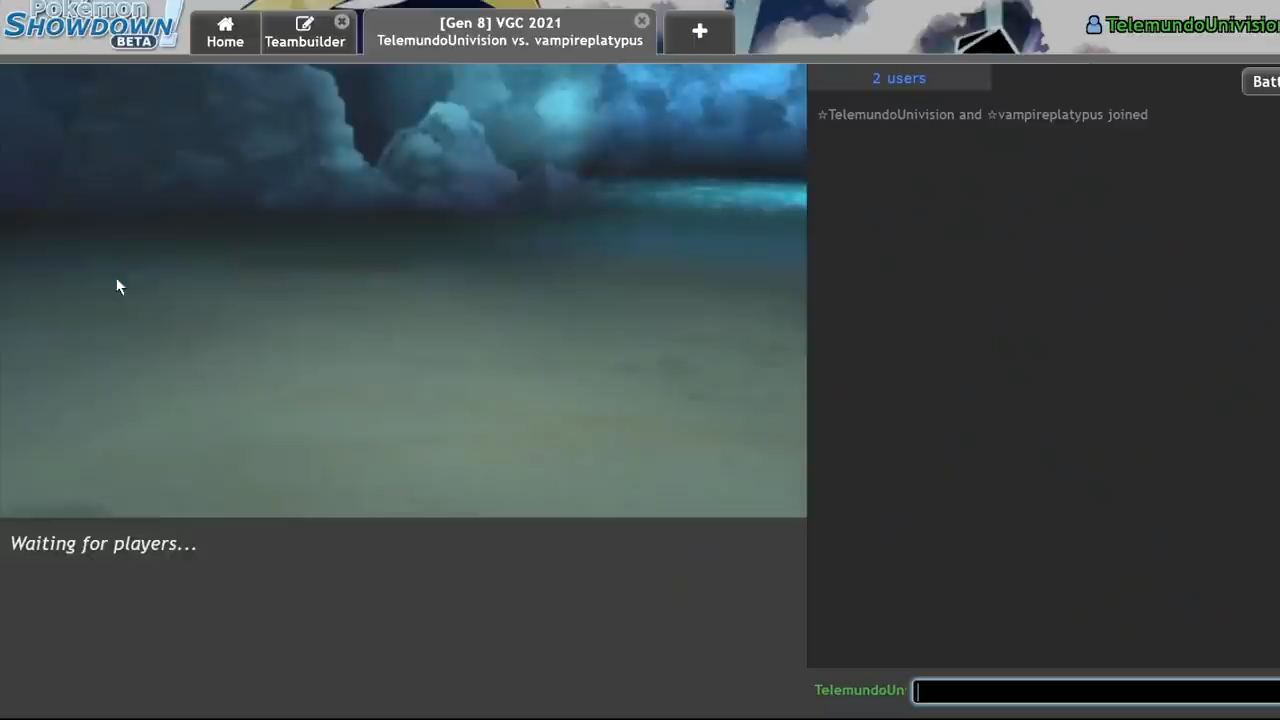 Pokémon
SHOWDOWN!
BETA
Home
Teambuilder
[Gen 8] VGC 2021
TelemundoUnivision vs. vampireplatypus
TelemundoUnivisio
2 users
Batt
☆TelemundoUnivision and ☆vampireplatypus joined
Waiting for players...
TelemundoUn